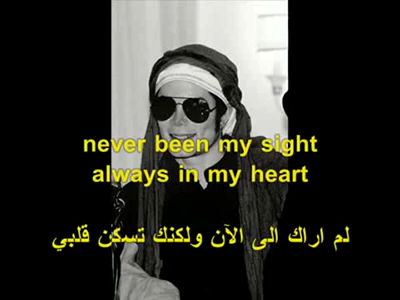 never been my sight
always in my heart
لم اراك الى الآن ولكنك تسكن قلبي